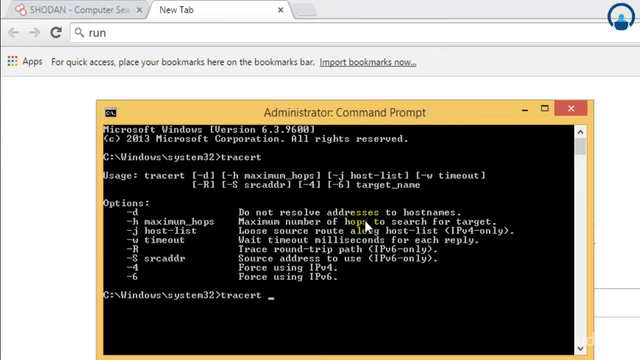 SHODAN - Computer Sea
New Tab
run
Apps For quick access, place your bookmarks here on the bookmarks bar. Import bookmarks now...
Administrator: Command Prompt
Microsoft Windows [Version 6.3.9600]
(c) 2013 Microsoft Corporation. All rights reserved.
C:\Windows\system32>tracert
Usage: tracert [-d] [-h maximum_hops] [-j host-list] [-w timeout]
[-R] [-S srcaddr] [-4] [-6] target_name
Options:
-d Do not resolve addresses to hostnames.
-h maximum_hops Maximum number of hops to search for target.
-j host-list Loose source route along host-list (IPv4-only).
-w timeout Wait timeout milliseconds for each reply.
-R Trace round-trip path (IPv6-only).
-S srcaddr Source address to use (IPv6-only).
-4 Force using IPv4.
-6 Force using IPv6.
C:\Windows\system32>tracert _